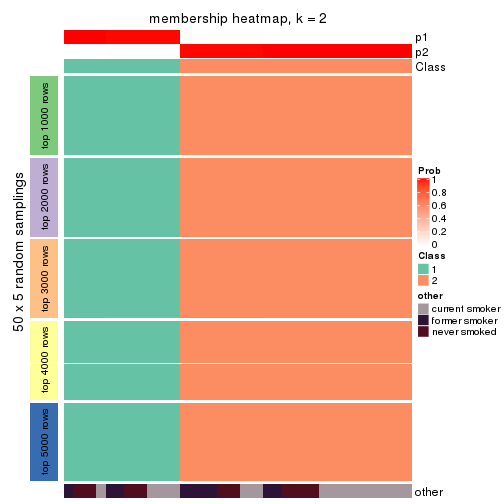 membership heatmap, k = 2
p1
p2
Class
50 x 5 random samplings
top 1000 rows
top 2000 rows
top 3000 rows
top 4000 rows
top 5000 rows
Prob
1
0.8
0.6
0.4
0.2
0
Class
1
2
other
current smoker
former smoker
never smoked
other